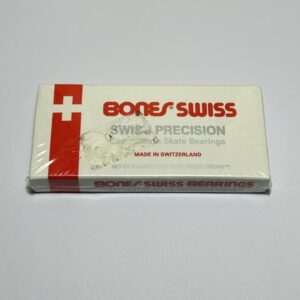 BONES® SWISS
SWISS PRECISION
Skate Bearings
MADE IN SWITZERLAND
BONES SWISS BEARINGS